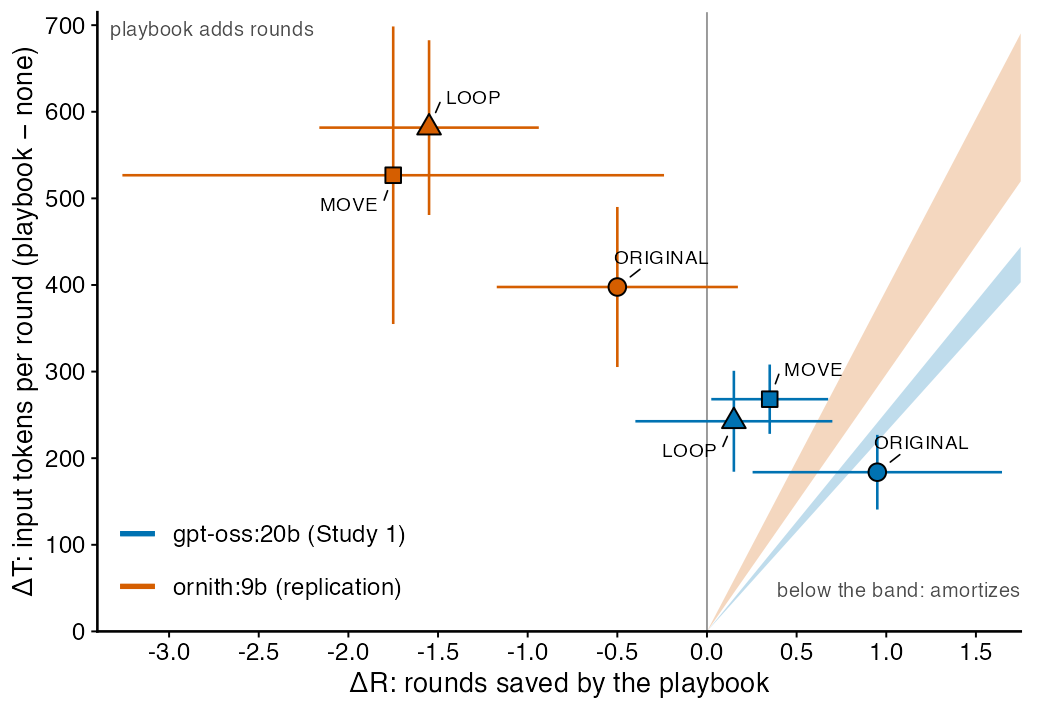 playbook adds rounds
LOOP
MOVE
ORIGINAL
MOVE
LOOP
ORIGINAL
gpt-oss:20b (Study 1)
ornith:9b (replication)
below the band: amortizes
700
600
500
400
300
200
100
0
-3.0 -2.5 -2.0 -1.5 -1.0 -0.5 0.0 0.5 1.0 1.5
ΔR: rounds saved by the playbook
ΔT: input tokens per round (playbook – none)